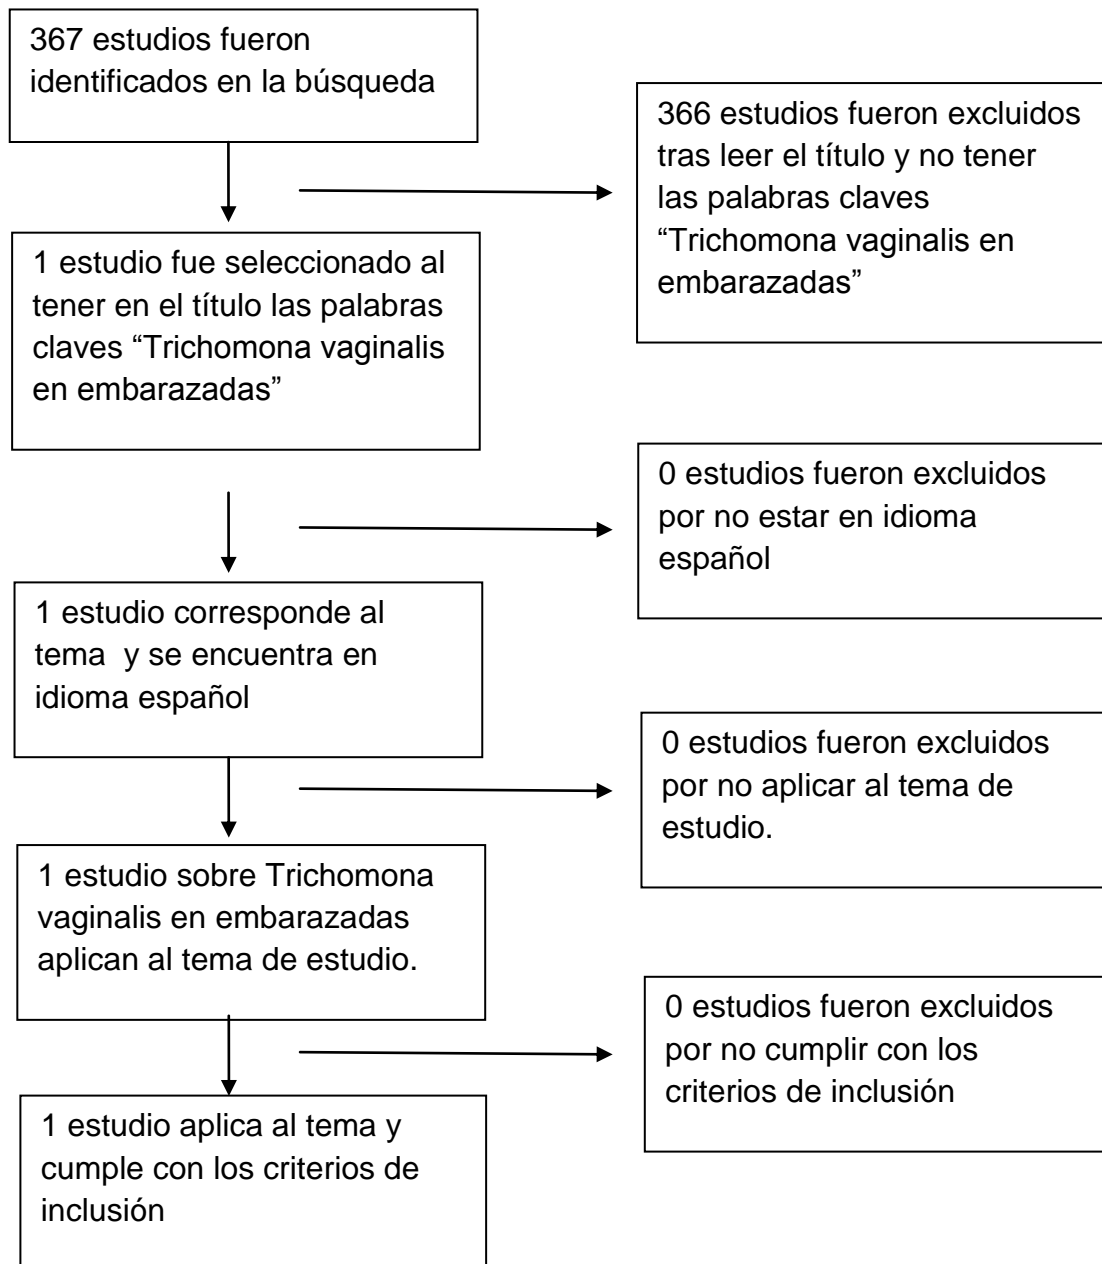 367 estudios fueron
identificados en la búsqueda
366 estudios fueron excluidos
tras leer el título y no tener
las palabras claves
“Trichomona vaginalis en
embarazadas”
1 estudio fue seleccionado al
tener en el título las palabras
claves “Trichomona vaginalis
en embarazadas”
0 estudios fueron excluidos
por no estar en idioma
español
1 estudio corresponde al
tema y se encuentra en
idioma español
0 estudios fueron excluidos
por no aplicar al tema de
estudio.
1 estudio sobre Trichomona
vaginalis en embarazadas
aplican al tema de estudio.
0 estudios fueron excluidos
por no cumplir con los
criterios de inclusión
1 estudio aplica al tema y
cumple con los criterios de
inclusión